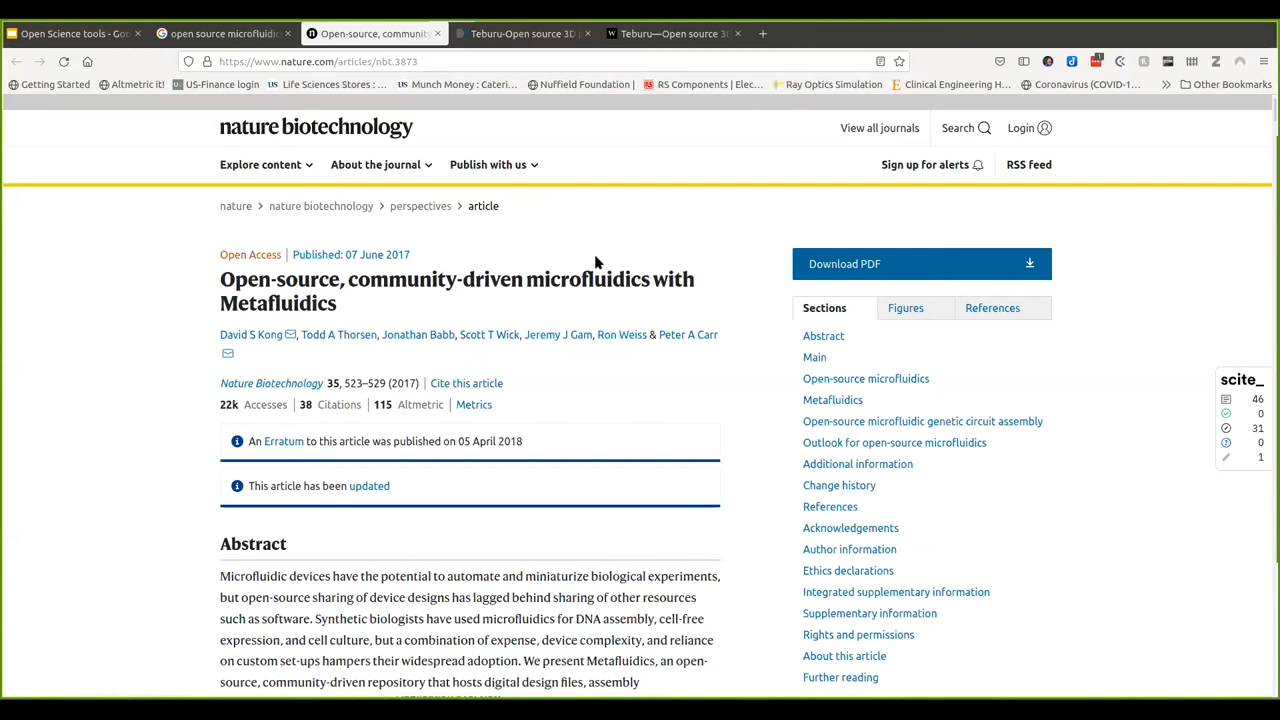 Open Science tools - Goo
open source microfluidic
Open-source, community
Teburu-Open source 3D p
Teburu—Open source 3D
https://www.nature.com/articles/nbt.3873
Getting Started
Altmetric it!
US-Finance login
Life Sciences Stores : ...
Munch Money : Cateri...
Nuffield Foundation |
RS Components | Elec...
Ray Optics Simulation
Clinical Engineering H...
Coronavirus (COVID-1...
Other Bookmarks
nature biotechnology
View all journals
Search
Login
Explore content
About the journal
Publish with us
Sign up for alerts
RSS feed
nature > nature biotechnology > perspectives > article
Open Access | Published: 07 June 2017
Open-source, community-driven microfluidics with
Metafluidics
David S Kong, Todd A Thorsen, Jonathan Babb, Scott T Wick, Jeremy J Gam, Ron Weiss & Peter A Carr
Nature Biotechnology 35, 523–529 (2017) | Cite this article
22k Accesses | 38 Citations | 115 Altmetric | Metrics
An Erratum to this article was published on 05 April 2018
This article has been updated
Abstract
Microfluidic devices have the potential to automate and miniaturize biological experiments,
but open-source sharing of device designs has lagged behind sharing of other resources
such as software. Synthetic biologists have used microfluidics for DNA assembly, cell-free
expression, and cell culture, but a combination of expense, device complexity, and reliance
on custom set-ups hampers their widespread adoption. We present Metafluidics, an open-
source, community-driven repository that hosts digital design files, assembly
Download PDF
Sections
Figures
References
Abstract
Main
Open-source microfluidics
Metafluidics
Open-source microfluidic genetic circuit assembly
Outlook for open-source microfluidics
Additional information
Change history
References
Acknowledgements
Author information
Ethics declarations
Integrated supplementary information
Supplementary information
Rights and permissions
About this article
Further reading
scite_
46
0
31
0
1